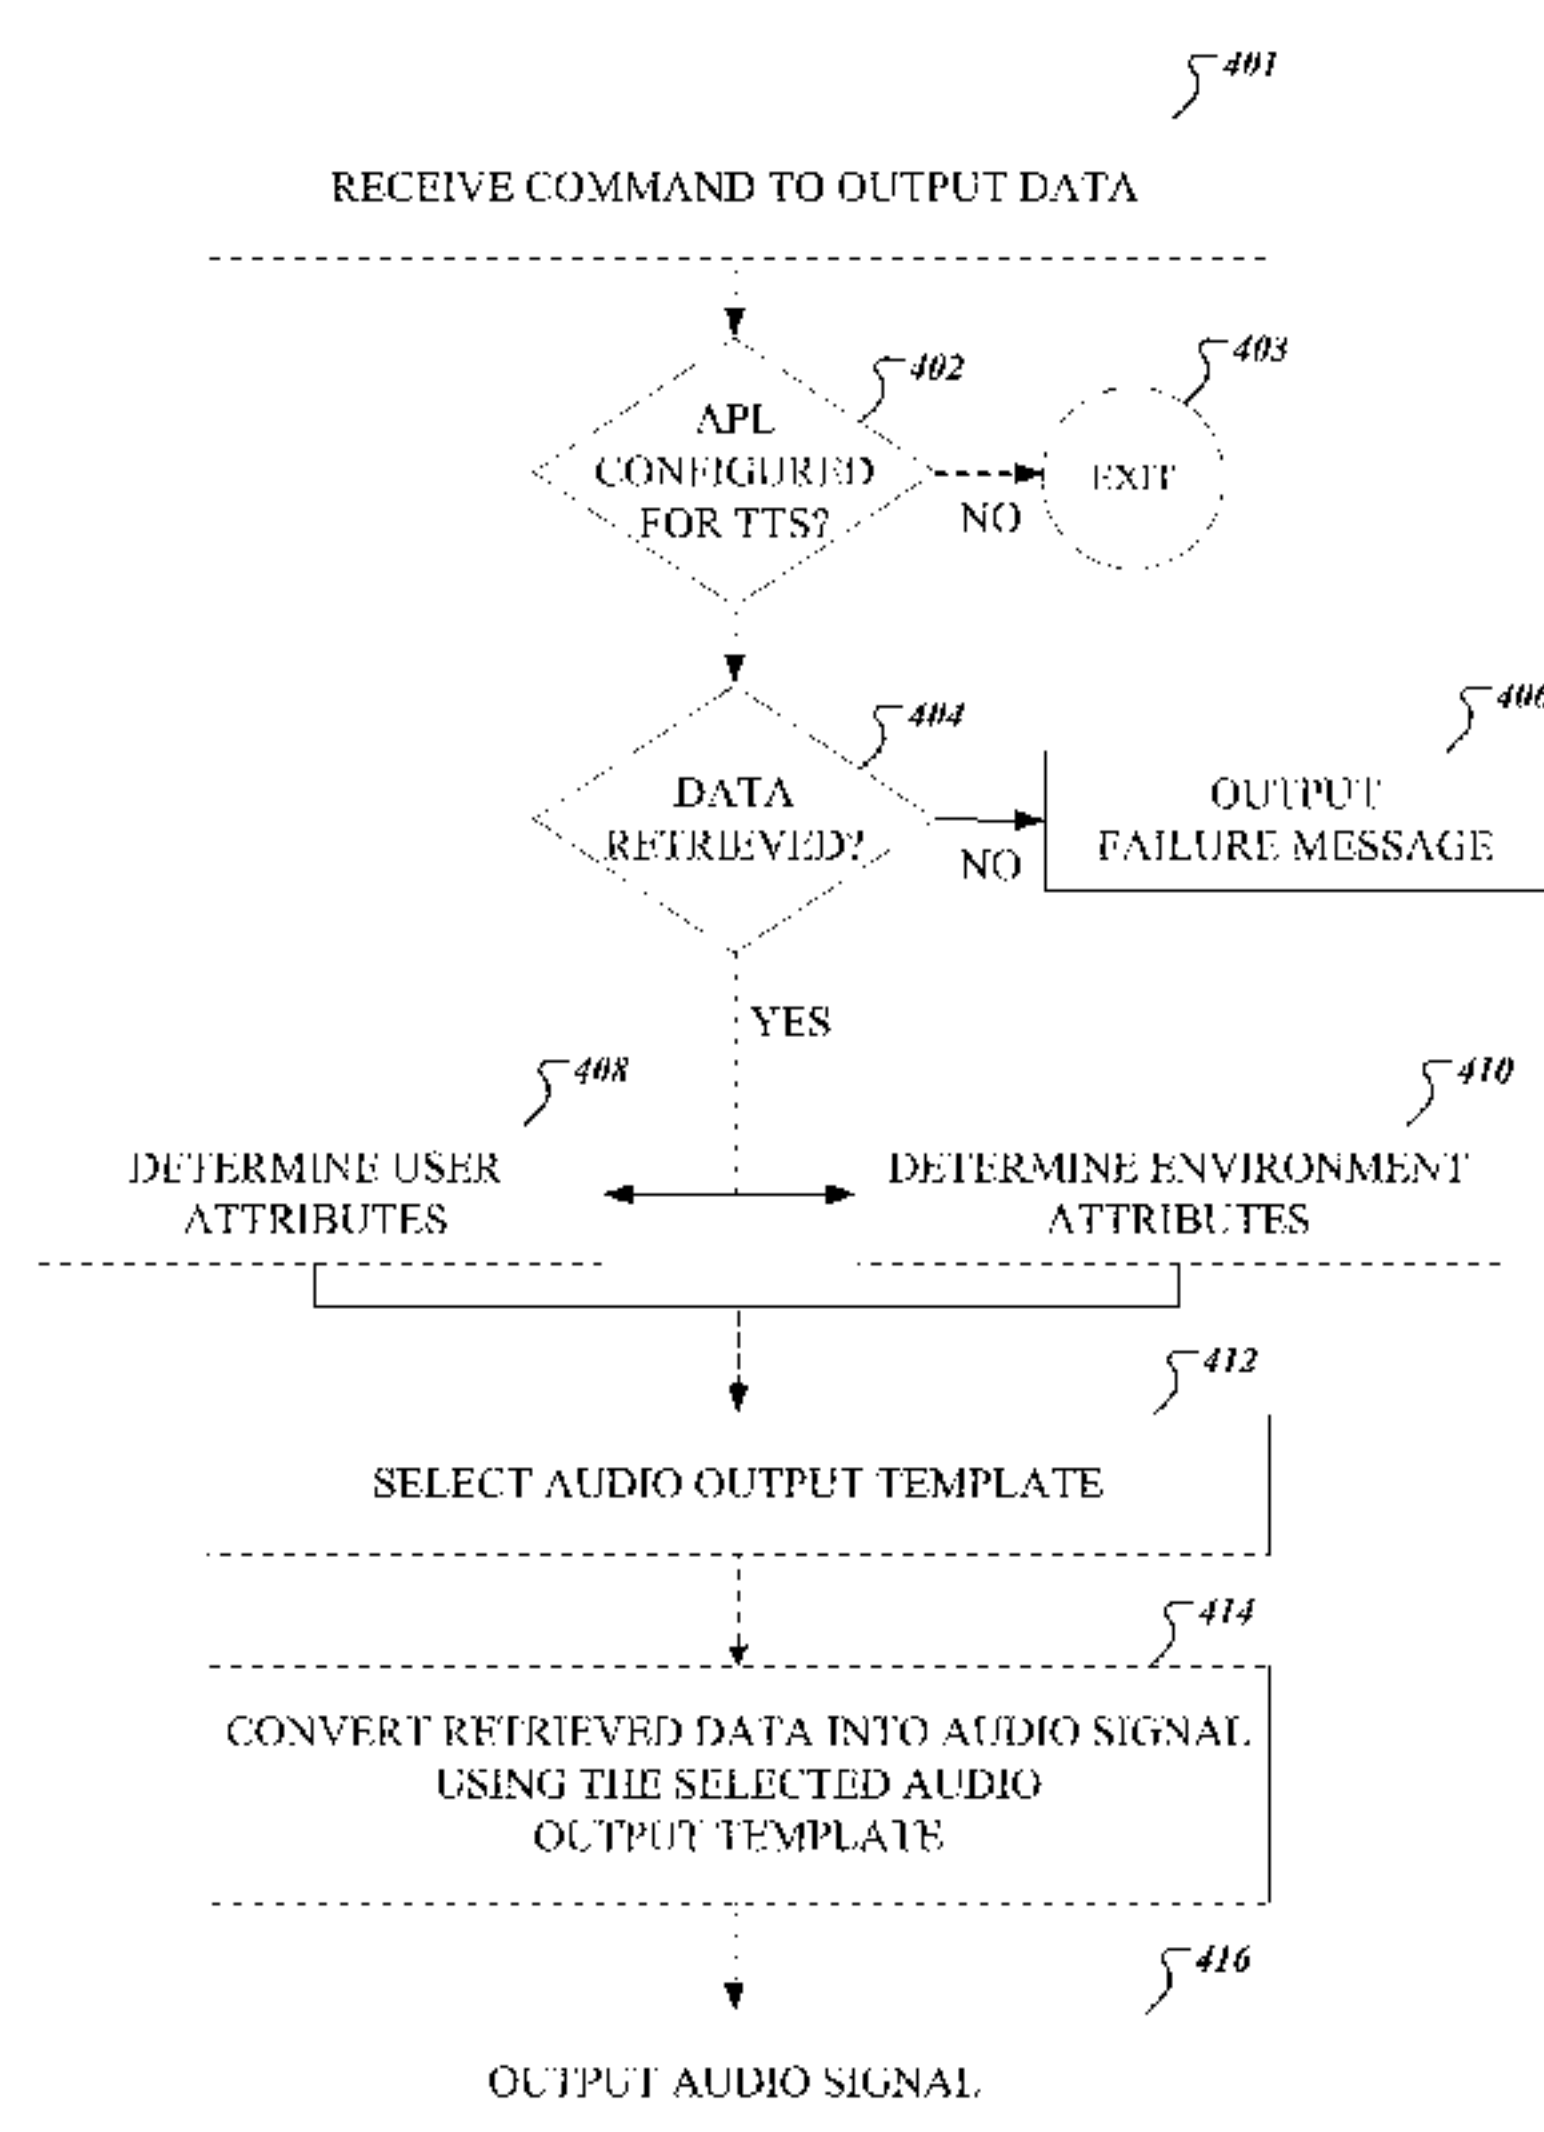 401
RECEIVE COMMAND TO OUTPUT DATA
402
403
APL
CONFIGURED
FOR TTS?
EXIT
NO
404
406
DATA
RETRIEVED?
OUTPUT
FAILURE MESSAGE
NO
YES
408
410
DETERMINE USER
ATTRIBUTES
DETERMINE ENVIRONMENT
ATTRIBUTES
412
SELECT AUDIO OUTPUT TEMPLATE
414
CONVERT RETRIEVED DATA INTO AUDIO SIGNAL
USING THE SELECTED AUDIO
OUTPUT TEMPLATE
416
OUTPUT AUDIO SIGNAL